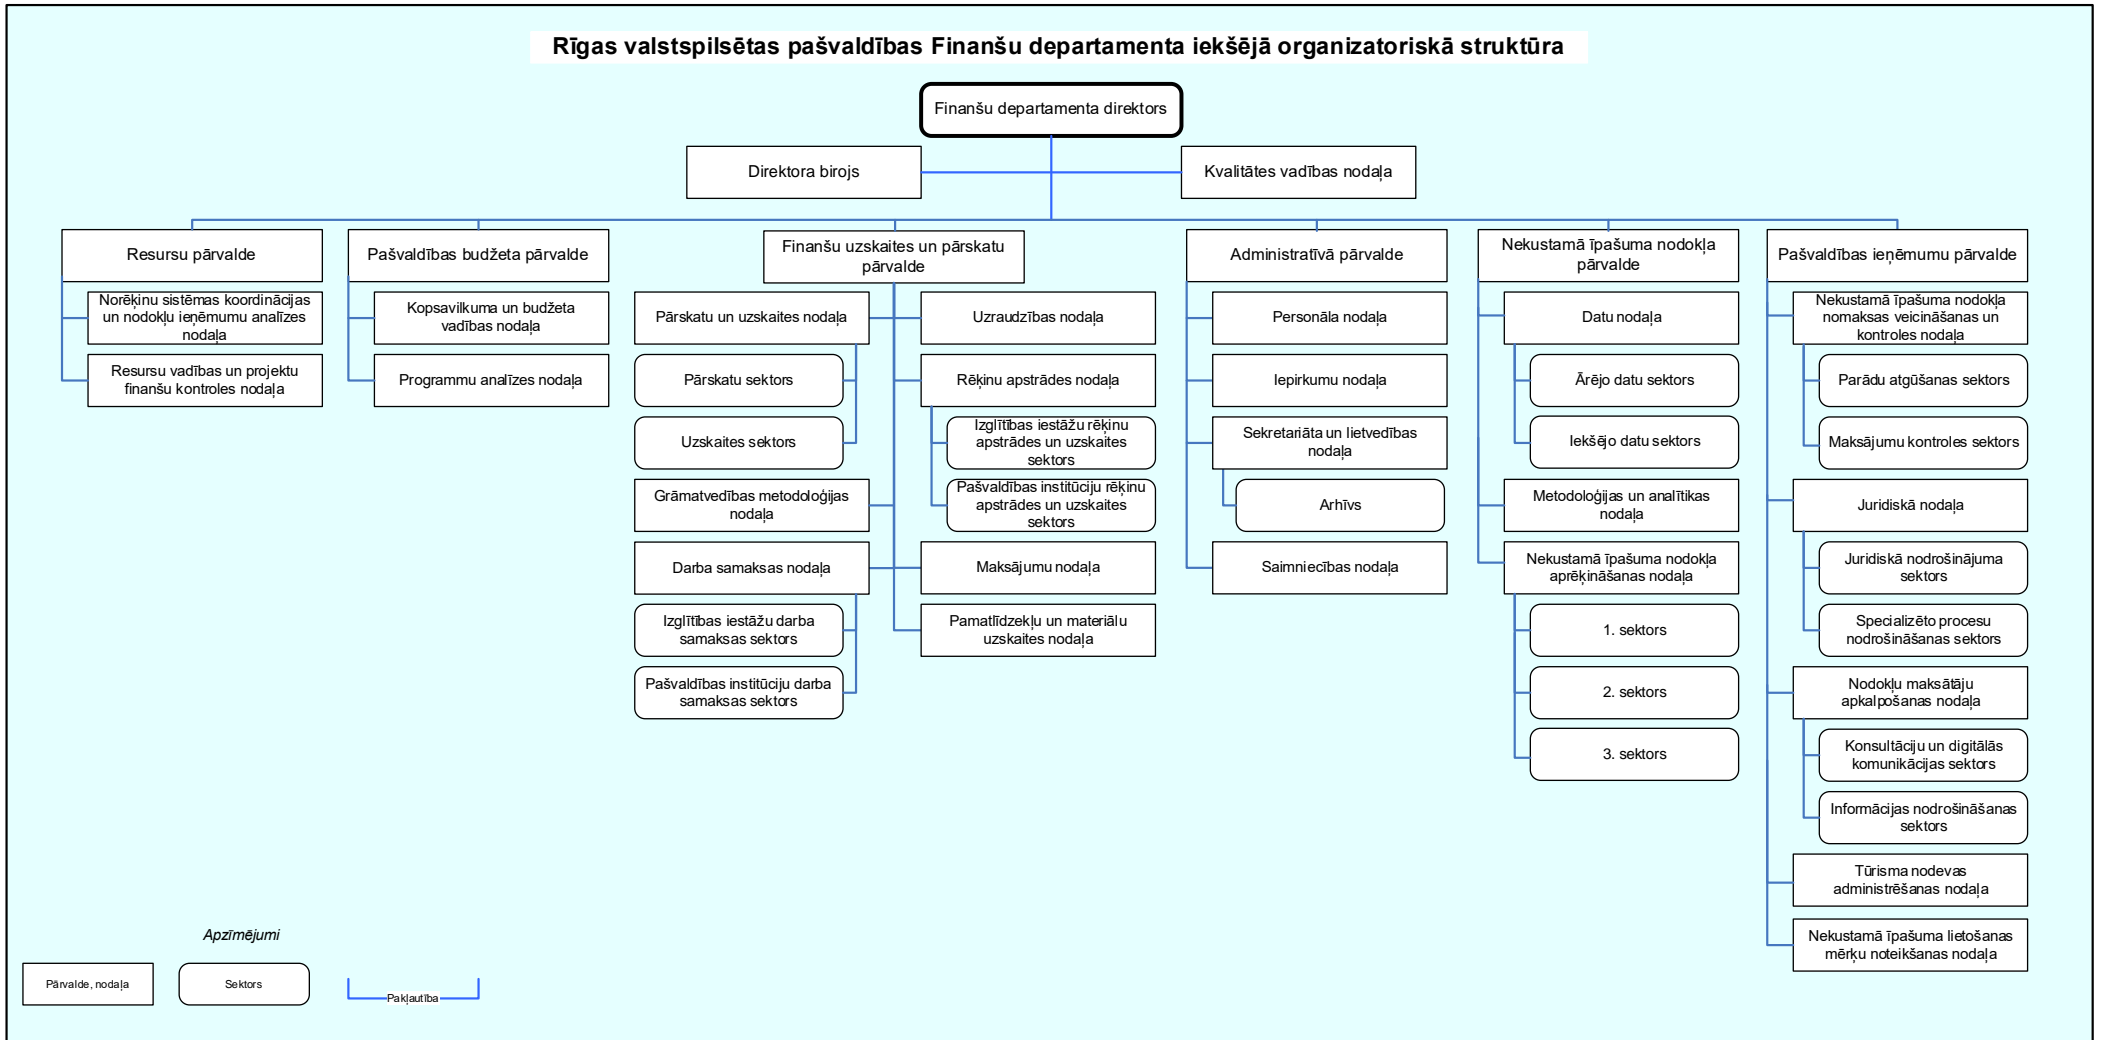 Rīgas valstspilsētas pašvaldības Finanšu departamenta iekšējā organizatoriskā struktūra
Finanšu departamenta direktors
Direktora birojs
Kvalitātes vadības nodaļa
Resursu pārvalde
Norēķinu sistēmas koordinācijas
un nodokļu ieņēmumu analīzes
nodaļa
Resursu vadības un projektu
finanšu kontroles nodaļa
Pašvaldības budžeta pārvalde
Kopsavilkuma un budžeta
vadības nodaļa
Programmu analīzes nodaļa
Finanšu uzskaites un pārskatu
pārvalde
Pārskatu un uzskaites nodaļa
Pārskatu sektors
Uzskaites sektors
Grāmatvedības metodoloģijas
nodaļa
Darba samaksas nodaļa
Izglītības iestāžu darba
samaksas sektors
Pašvaldības institūciju darba
samaksas sektors
Uzraudzības nodaļa
Rēķinu apstrādes nodaļa
Izglītības iestāžu rēķinu
apstrādes un uzskaites
sektors
Pašvaldības institūciju rēķinu
apstrādes un uzskaites
sektors
Maksājumu nodaļa
Pamatlīdzekļu un materiālu
uzskaites nodaļa
Administratīvā pārvalde
Personāla nodaļa
Iepirkumu nodaļa
Sekretariāta un lietvedības
nodaļa
Arhīvs
Saimniecības nodaļa
Nekustamā īpašuma nodokļa
pārvalde
Datu nodaļa
Ārējo datu sektors
Iekšējo datu sektors
Metodoloģijas un analītikas
nodaļa
Nekustamā īpašuma nodokļa
aprēķināšanas nodaļa
1. sektors
2. sektors
3. sektors
Pašvaldības ieņēmumu pārvalde
Nekustamā īpašuma nodokļa
nomaksas veicināšanas un
kontroles nodaļa
Parādu atgūšanas sektors
Maksājumu kontroles sektors
Juridiskā nodaļa
Juridiskā nodrošinājuma
sektors
Specializēto procesu
nodrošināšanas sektors
Nodokļu maksātāju
apkalpošanas nodaļa
Konsultāciju un digitālās
komunikācijas sektors
Informācijas nodrošināšanas
sektors
Tūrisma nodevas
administrēšanas nodaļa
Nekustamā īpašuma lietošanas
mērķu noteikšanas nodaļa
Apzīmējumi
Pārvalde, nodaļa
Sektors
Pakļautība